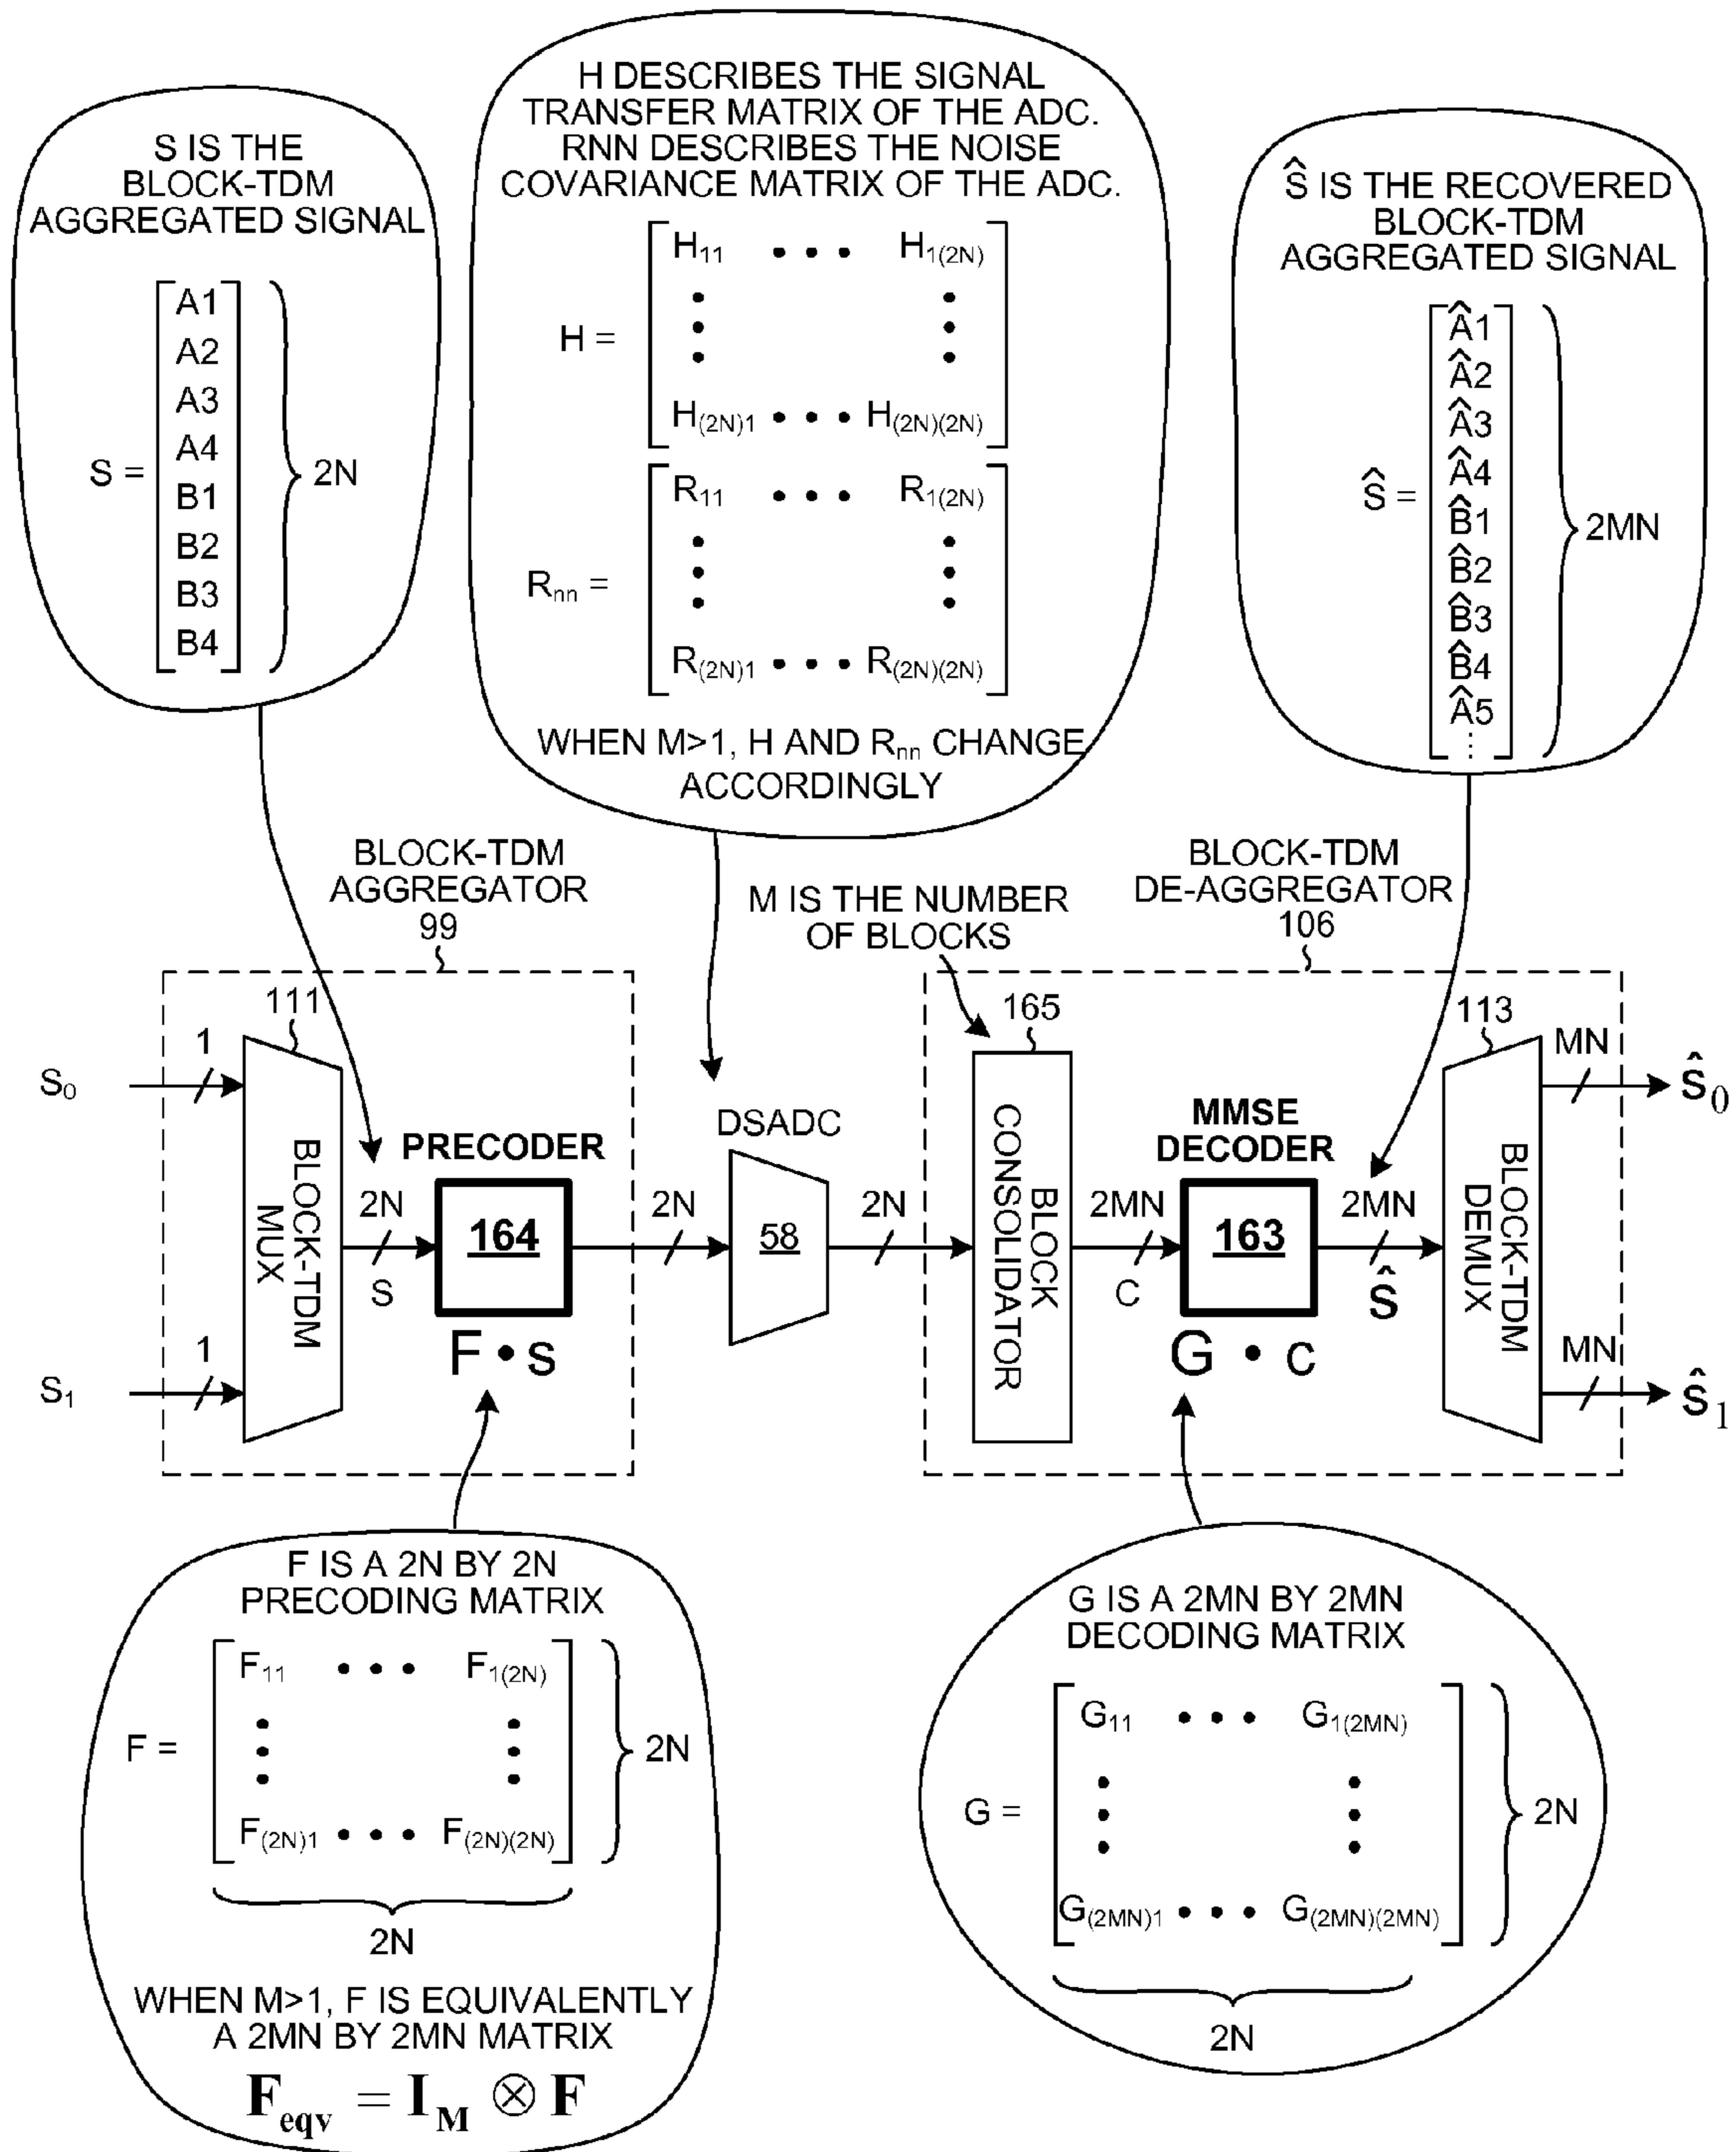 S IS THE
BLOCK-TDM
AGGREGATED SIGNAL
S =
A1
A2
A3
A4
B1
B2
B3
B4
2N
H DESCRIBES THE SIGNAL
TRANSFER MATRIX OF THE ADC.
RNN DESCRIBES THE NOISE
COVARIANCE MATRIX OF THE ADC.
H =
H₁₁ • • • H₁₍₂N₎
H₍₂N₎₁ • • • H₍₂N₎₍₂N₎
Rₙₙ =
R₁₁ • • • R₁₍₂N₎
R₍₂N₎₁ • • • R₍₂N₎₍₂N₎
WHEN M>1, H AND Rₙₙ CHANGE
ACCORDINGLY
Ŝ IS THE RECOVERED
BLOCK-TDM
AGGREGATED SIGNAL
Ŝ =
Â1
Â2
Â3
Â4
B̂1
B̂2
B̂3
B̂4
Â5
⋮
2MN
BLOCK-TDM
AGGREGATOR
99
M IS THE NUMBER
OF BLOCKS
BLOCK-TDM
DE-AGGREGATOR
106
S₀
1
S₁
1
111
BLOCK-TDM
MUX
2N
S
PRECODER
164
F • s
2N
DSADC
58
2N
165
BLOCK
CONSOLIDATOR
2MN
C
MMSE
DECODER
163
G • c
2MN
Ŝ
113
BLOCK-TDM
DEMUX
MN
Ŝ₀
MN
Ŝ₁
F IS A 2N BY 2N
PRECODING MATRIX
F =
F₁₁ • • • F₁₍₂N₎
F₍₂N₎₁ • • • F₍₂N₎₍₂N₎
2N
2N
WHEN M>1, F IS EQUIVALENTLY
A 2MN BY 2MN MATRIX
F_eqv = I_M ⊗ F
G IS A 2MN BY 2MN
DECODING MATRIX
G =
G₁₁ • • • G₁₍₂MN₎
G₍₂MN₎₁ • • • G₍₂MN₎₍₂MN₎
2N
2N